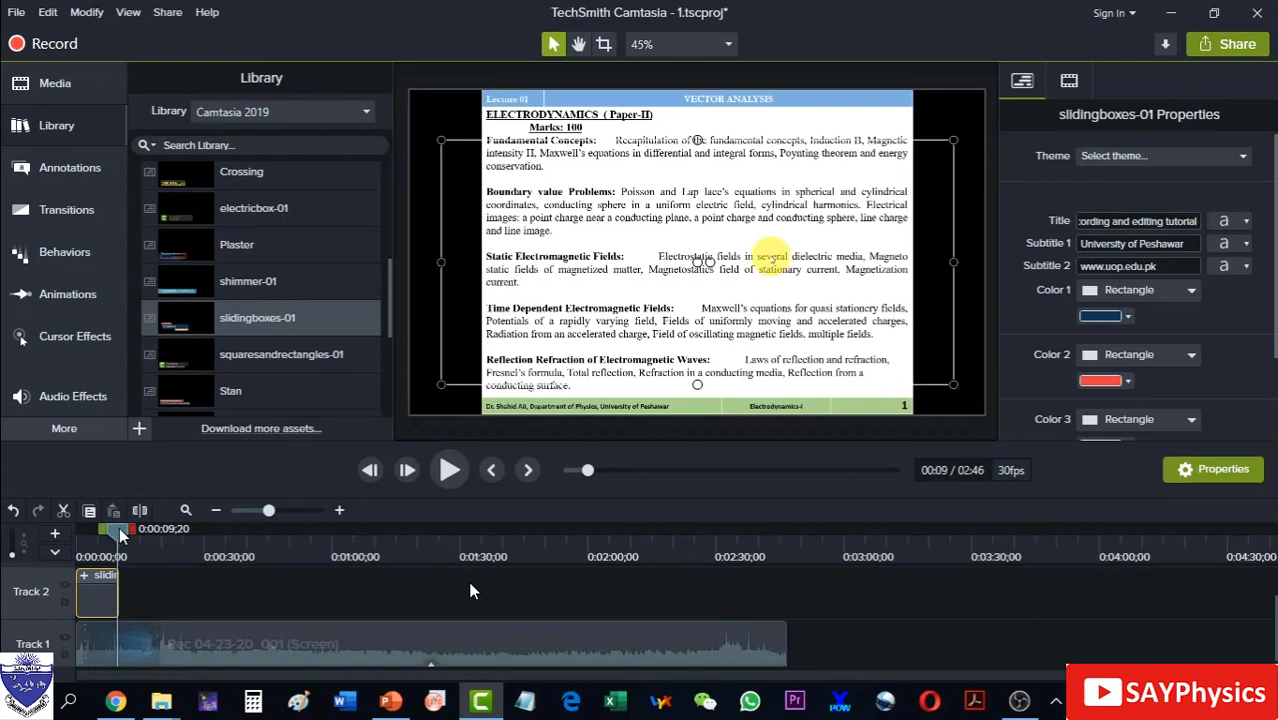 File Edit Modify View Share Help
TechSmith Camtasia - 1.tscproj*
Sign In
Record
45%
Share
Media
Library
Annotations
Transitions
Behaviors
Animations
Cursor Effects
Audio Effects
More
Library
Library Camtasia 2019
Search Library...
Crossing
electricbox-01
Plaster
shimmer-01
slidingboxes-01
squaresandrectangles-01
Stan
Download more assets...
Lecture 01 VECTOR ANALYSIS
ELECTRODYNAMICS ( Paper-II)
Marks: 100
Fundamental Concepts: Recapitulation of the fundamental concepts, Induction B, Magnetic
intensity II, Maxwell's equations in differential and integral forms, Poynting theorem and energy
conservation.
Boundary value Problems: Poisson and Lap lace's equations in spherical and cylindrical
coordinates, conducting sphere in a uniform electric field, cylindrical harmonics. Electrical
images: a point charge near a conducting plane, a point charge and conducting sphere, line charge
and line image.
Static Electromagnetic Fields: Electrostatic fields in several dielectric media, Magneto
static fields of magnetized matter, Magnetostatics field of stationary current, Magnetization
current.
Time Dependent Electromagnetic Fields: Maxwell's equations for quasi stationery fields,
Potentials of a rapidly varying field, Fields of uniformly moving and accelerated charges,
Radiation from an accelerated charge, Field of oscillating magnetic fields. multiple fields.
Reflection Refraction of Electromagnetic Waves: Laws of reflection and refraction,
Fresnel's formula, Total reflection, Refraction in a conducting media, Reflection from a
conducting surface.
Dr. Shahid Ali, Department of Physics, University of Peshawar Electrodynamics-I 1
slidingboxes-01 Properties
Theme Select theme...
Title cording and editing tutorial a
Subtitle 1 University of Peshawar a
Subtitle 2 www.uop.edu.pk a
Color 1 Rectangle
Color 2 Rectangle
Color 3 Rectangle
00:09 / 02:46 30fps
Properties
0:00:09;20
0:00:00;00 0:00:30;00 0:01:00;00 0:01:30;00 0:02:00;00 0:02:30;00 0:03:00;00 0:03:30;00 0:04:00;00 0:04:30;00
Track 2
+ slidin
Track 1
Rec 04-23-20_001 (Screen)
SAYPhysics